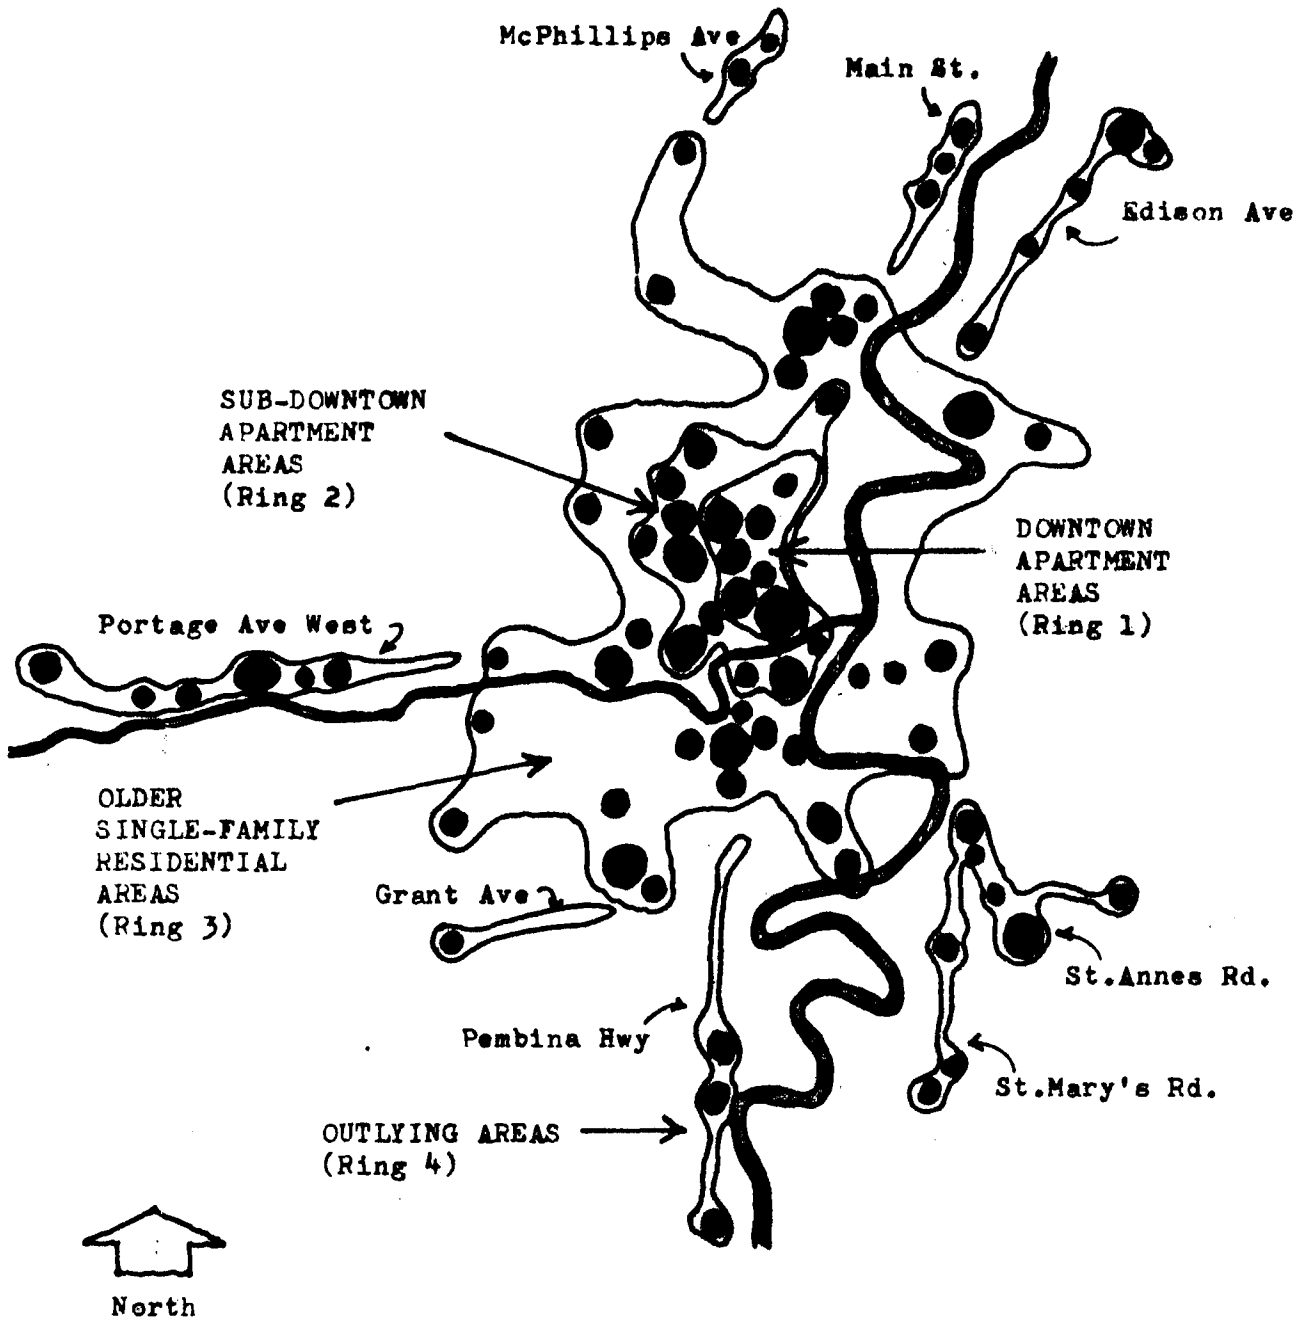 McPhillips Ave
Main St.
Edison Ave
SUB-DOWNTOWN
APARTMENT
AREAS
(Ring 2)
DOWNTOWN
APARTMENT
AREAS
(Ring 1)
Portage Ave West
OLDER
SINGLE-FAMILY
RESIDENTIAL
AREAS
(Ring 3)
Grant Ave
St.Annes Rd.
Pembina Hwy
St.Mary's Rd.
OUTLYING AREAS
(Ring 4)
North